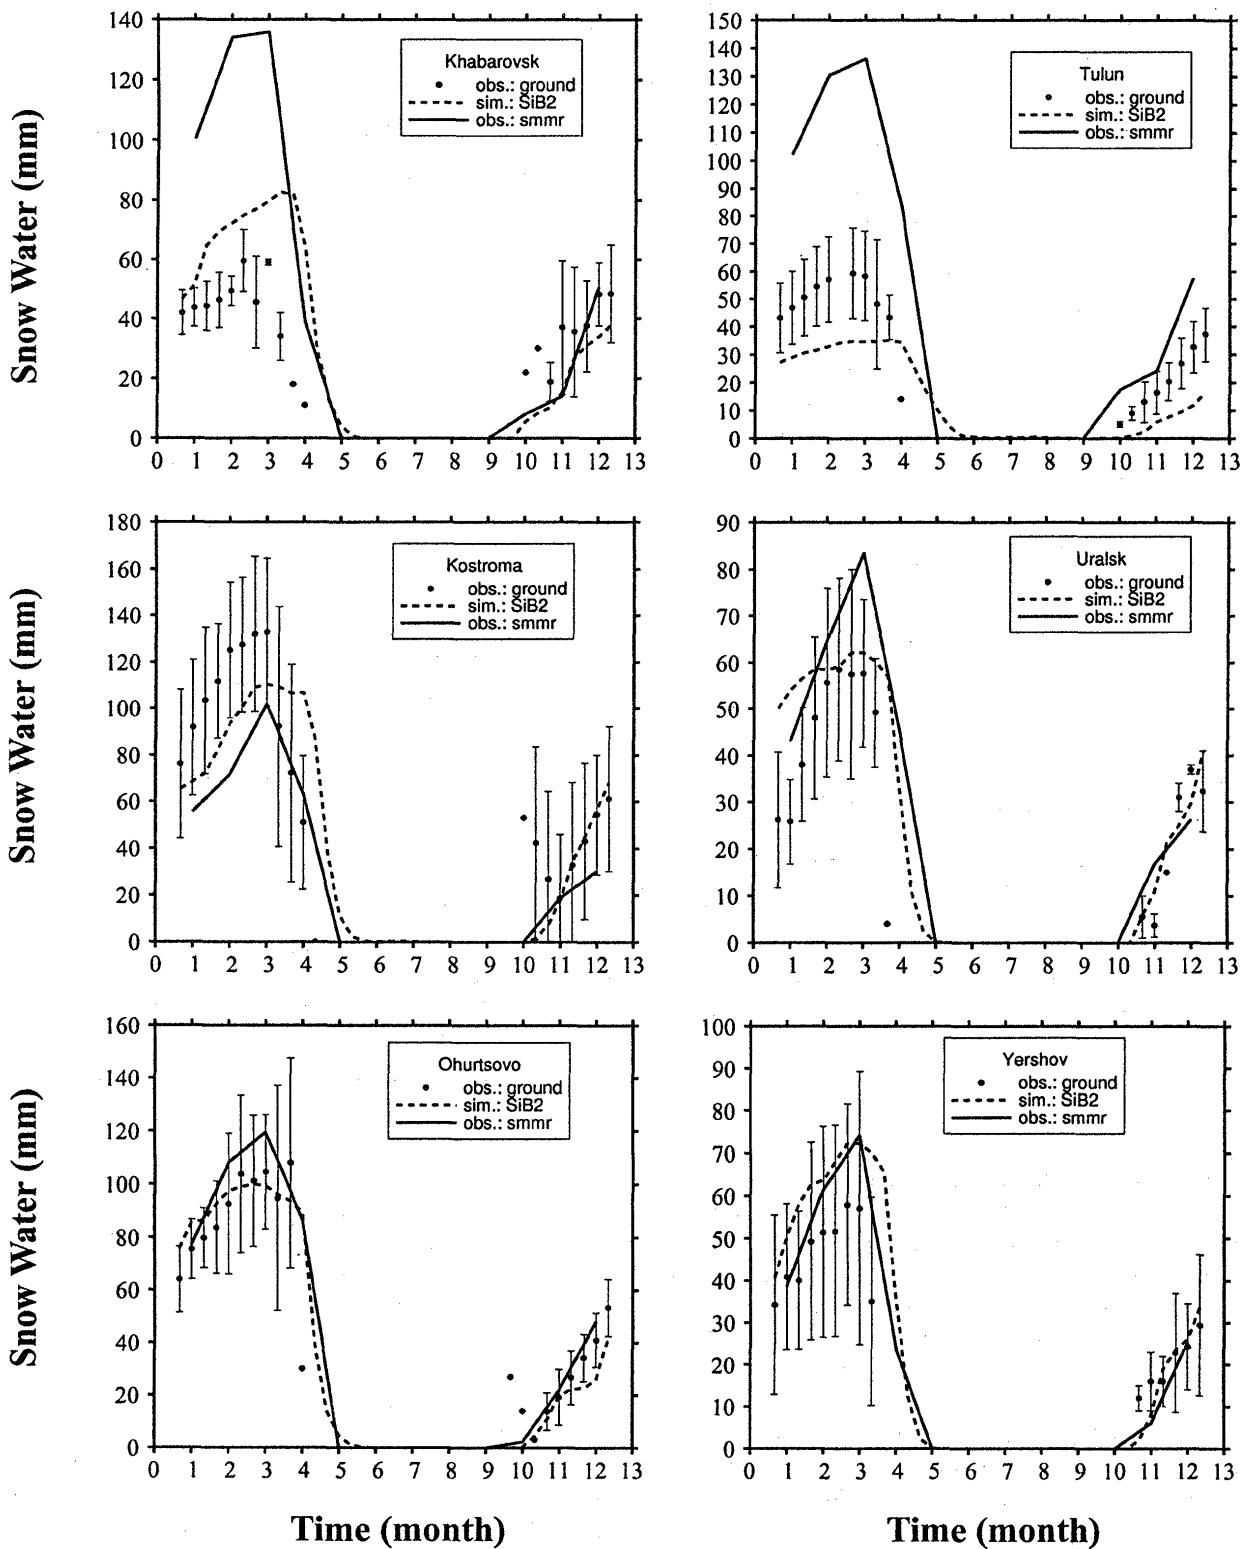 Khabarovsk
obs.: ground
sim.: SiB2
obs.: smmr
Snow Water (mm)
140
120
100
80
60
40
20
0
0 1 2 3 4 5 6 7 8 9 10 11 12 13
Tulun
obs.: ground
sim.: SiB2
obs.: smmr
150
140
130
120
110
100
90
80
70
60
50
40
30
20
10
0
0 1 2 3 4 5 6 7 8 9 10 11 12 13
Kostroma
obs.: ground
sim.: SiB2
obs.: smmr
Snow Water (mm)
180
160
140
120
100
80
60
40
20
0
0 1 2 3 4 5 6 7 8 9 10 11 12 13
Uralsk
obs.: ground
sim.: SiB2
obs.: smmr
90
80
70
60
50
40
30
20
10
0
0 1 2 3 4 5 6 7 8 9 10 11 12 13
Ohurtsovo
obs.: ground
sim.: SiB2
obs.: smmr
Snow Water (mm)
160
140
120
100
80
60
40
20
0
0 1 2 3 4 5 6 7 8 9 10 11 12 13
Time (month)
Yershov
obs.: ground
sim.: SiB2
obs.: smmr
100
90
80
70
60
50
40
30
20
10
0
0 1 2 3 4 5 6 7 8 9 10 11 12 13
Time (month)